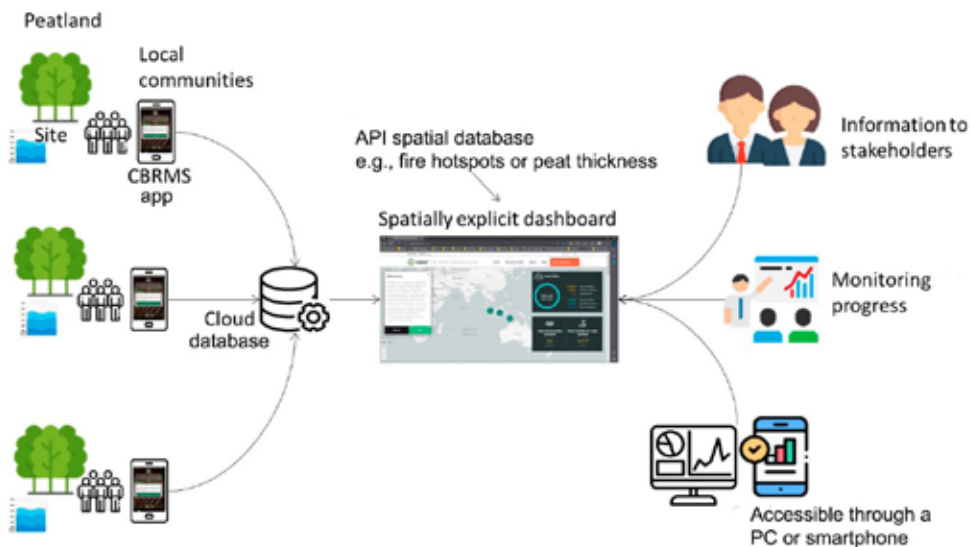 Peatland
Local
communities
Site
CBRMS
app
Cloud
database
API spatial database
e.g., fire hotspots or peat thickness
Spatially explicit dashboard
Information to
stakeholders
Monitoring
progress
Accessible through a
PC or smartphone